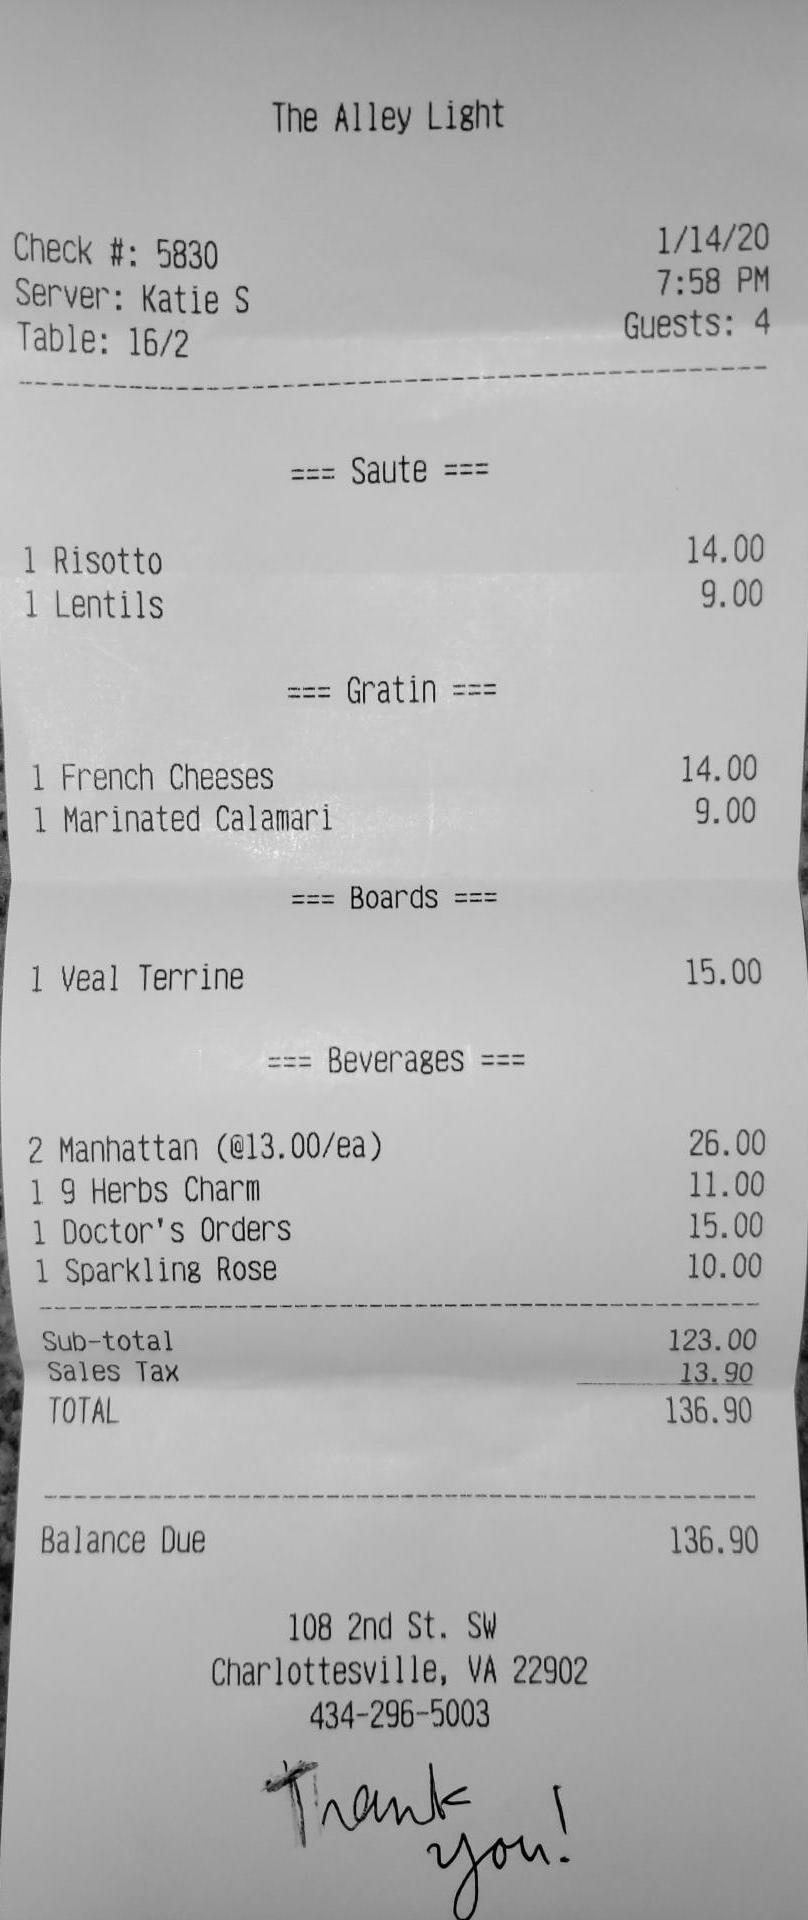 The Alley Light
Check #: 5830
1/14/20
Server: Katie S
7:58 PM
Table: 16/2
Guests: 4
=== Saute ===
1 Risotto 14.00
1 Lentils 9.00
=== Gratin ===
1 French Cheeses 14.00
1 Marinated Calamari 9.00
=== Boards ===
1 Veal Terrine 15.00
=== Beverages ===
2 Manhattan (@13.00/ea) 26.00
1 9 Herbs Charm 11.00
1 Doctor's Orders 15.00
1 Sparkling Rose 10.00
Sub-total 123.00
Sales Tax 13.90
TOTAL 136.90
Balance Due 136.90
108 2nd St. SW
Charlottesville, VA 22902
434-296-5003
Thank
you!